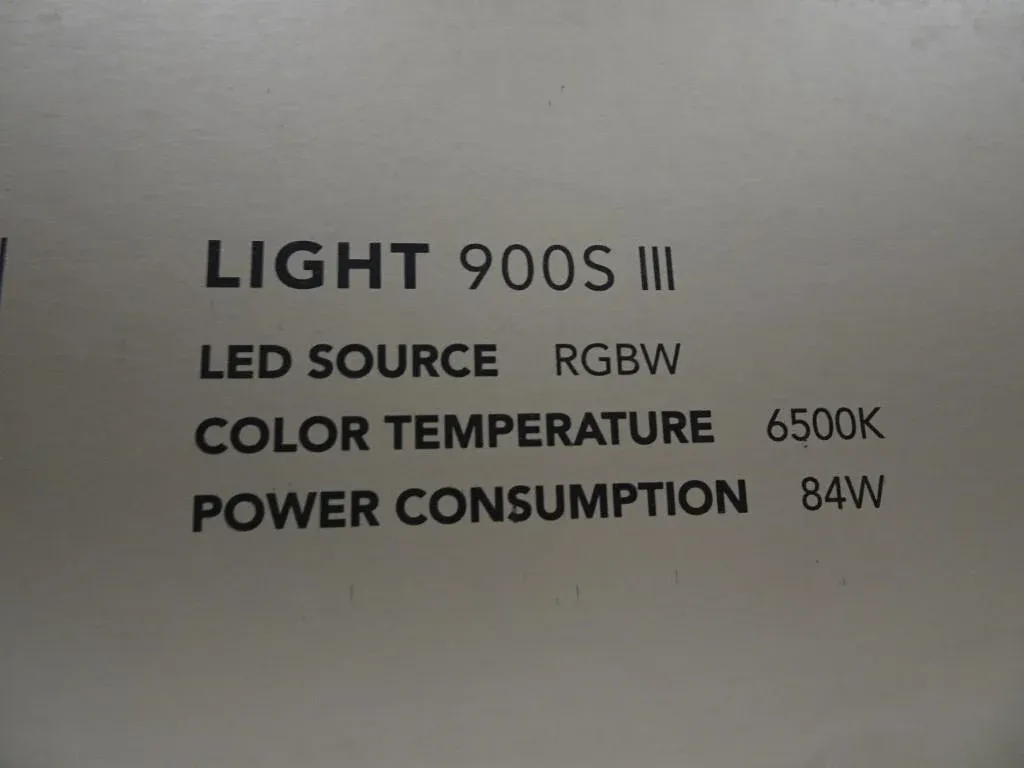 LIGHT 900S III
LED SOURCE RGBW
COLOR TEMPERATURE 6500K
POWER CONSUMPTION 84W